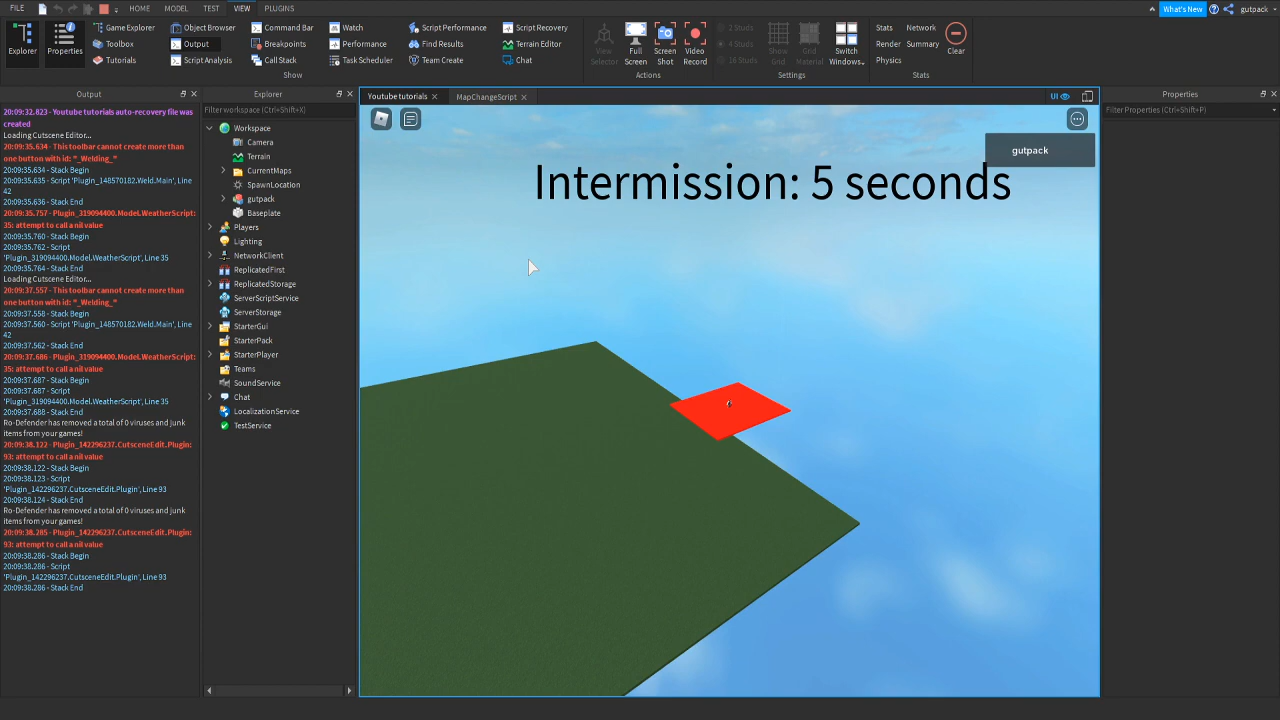 FILE
HOME
MODEL
TEST
VIEW
PLUGINS
What's New
gutpack
Explorer
Properties
Game Explorer
Toolbox
Tutorials
Object Browser
Output
Script Analysis
Command Bar
Breakpoints
Call Stack
Watch
Performance
Task Scheduler
Script Performance
Find Results
Team Create
Script Recovery
Terrain Editor
Chat
Show
View
Selector
Full
Screen
Screen
Shot
Video
Record
Actions
2 Studs
4 Studs
16 Studs
Show
Grid
Grid
Material
Switch
Windows
Settings
Stats
Render
Physics
Network
Summary
Clear
Stats
Output
20:09:32.823 - Youtube tutorials auto-recovery file was
created
Loading Cutscene Editor...
20:09:35.634 - This toolbar cannot create more than
one button with id: "_Welding_"
20:09:35.634 - Stack Begin
20:09:35.635 - Script 'Plugin_148570182.Weld.Main', Line
42
20:09:35.636 - Stack End
20:09:35.757 - Plugin_319094400.Model.WeatherScript:
35: attempt to call a nil value
20:09:35.760 - Stack Begin
20:09:35.762 - Script
'Plugin_319094400.Model.WeatherScript', Line 35
20:09:35.764 - Stack End
Loading Cutscene Editor...
20:09:37.557 - This toolbar cannot create more than
one button with id: "_Welding_"
20:09:37.558 - Stack Begin
20:09:37.560 - Script 'Plugin_148570182.Weld.Main', Line
42
20:09:37.562 - Stack End
20:09:37.686 - Plugin_319094400.Model.WeatherScript:
35: attempt to call a nil value
20:09:37.687 - Stack Begin
20:09:37.687 - Script
'Plugin_319094400.Model.WeatherScript', Line 35
20:09:37.688 - Stack End
Ro-Defender has removed a total of 0 viruses and junk
items from your games!
20:09:38.122 - Plugin_142296237.CutsceneEdit.Plugin:
93: attempt to call a nil value
20:09:38.122 - Stack Begin
20:09:38.123 - Script
'Plugin_142296237.CutsceneEdit.Plugin', Line 93
20:09:38.124 - Stack End
Ro-Defender has removed a total of 0 viruses and junk
items from your games!
20:09:38.285 - Plugin_142296237.CutsceneEdit.Plugin:
93: attempt to call a nil value
20:09:38.286 - Stack Begin
20:09:38.286 - Script
'Plugin_142296237.CutsceneEdit.Plugin', Line 93
20:09:38.286 - Stack End
Explorer
Filter workspace (Ctrl+Shift+X)
Workspace
Camera
Terrain
CurrentMaps
SpawnLocation
gutpack
Baseplate
Players
Lighting
NetworkClient
ReplicatedFirst
ReplicatedStorage
ServerScriptService
ServerStorage
StarterGui
StarterPack
StarterPlayer
Teams
SoundService
Chat
LocalizationService
TestService
Youtube tutorials
MapChangeScript
UI
gutpack
Intermission: 5 seconds
Properties
Filter Properties (Ctrl+Shift+P)